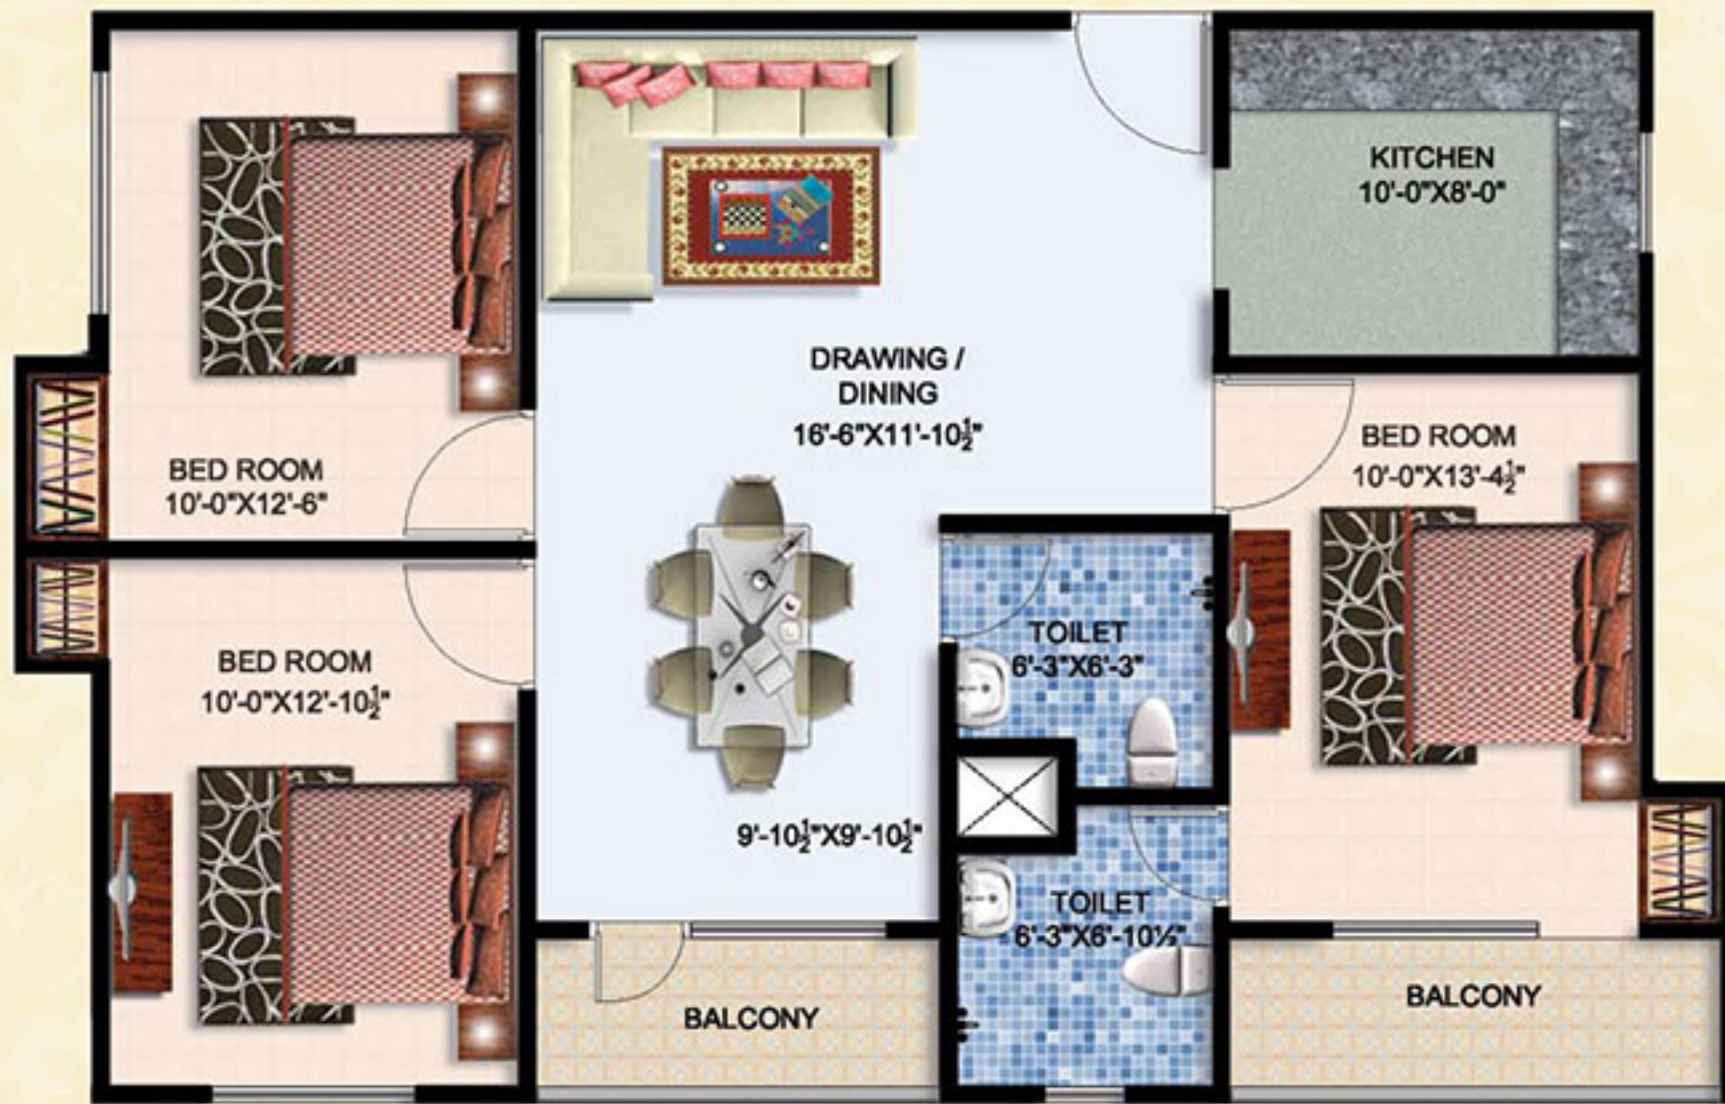 KITCHEN
10'-0"X8'-0"
DRAWING /
DINING
16'-6"X11'-10½"
BED ROOM
10'-0"X12'-6"
BED ROOM
10'-0"X13'-4½"
BED ROOM
10'-0"X12'-10½"
TOILET
6'-3"X6'-3"
9'-10½"X9'-10½"
TOILET
6'-3"X6'-10½"
BALCONY
BALCONY